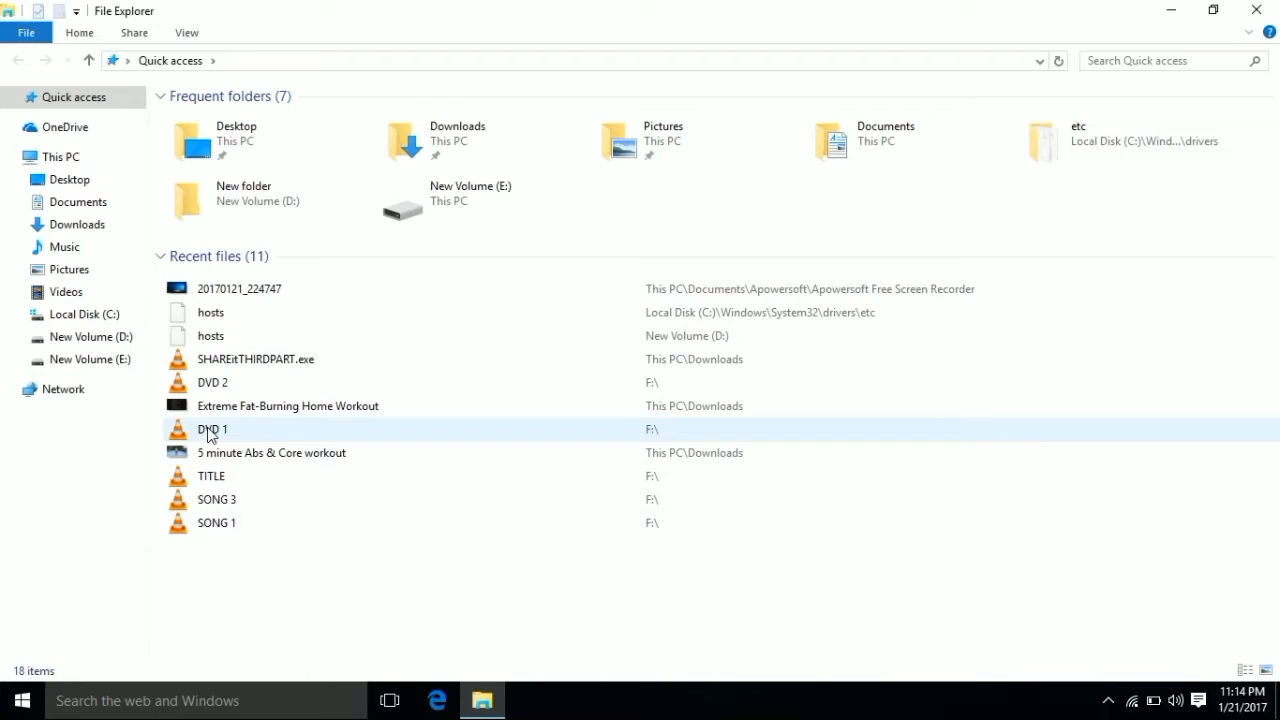 File Explorer
File Home Share View
Quick access
Search Quick access
Quick access
OneDrive
This PC
Desktop
Documents
Downloads
Music
Pictures
Videos
Local Disk (C:)
New Volume (D:)
New Volume (E:)
Network
Frequent folders (7)
Desktop
This PC
Downloads
This PC
Pictures
This PC
Documents
This PC
etc
Local Disk (C:)\Wind...\drivers
New folder
New Volume (D:)
New Volume (E:)
This PC
Recent files (11)
20170121_224747 This PC\Documents\Apowersoft\Apowersoft Free Screen Recorder
hosts Local Disk (C:)\Windows\System32\drivers\etc
hosts New Volume (D:)
SHAREitTHIRDPART.exe This PC\Downloads
DVD 2 F:\
Extreme Fat-Burning Home Workout This PC\Downloads
DVD 1 F:\
5 minute Abs & Core workout This PC\Downloads
TITLE F:\
SONG 3 F:\
SONG 1 F:\
18 items
Search the web and Windows
11:14 PM
1/21/2017